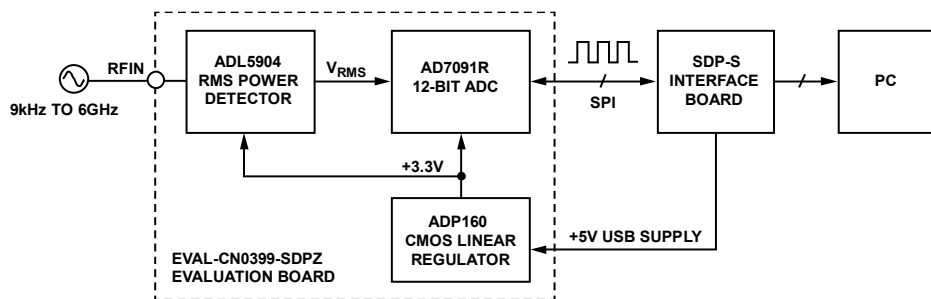 RFIN
9kHz TO 6GHz
ADL5904
RMS POWER
DETECTOR
VRMS
AD7091R
12-BIT ADC
SPI
SDP-S
INTERFACE
BOARD
PC
+3.3V
ADP160
CMOS LINEAR
REGULATOR
+5V USB SUPPLY
EVAL-CN0399-SDPZ
EVALUATION BOARD